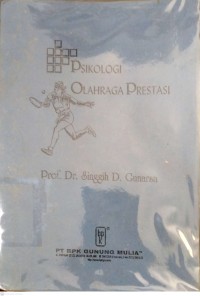 PSIKOLOGI
OLAHRAGA PRESTASI
Prof. Dr. Singgih D. Gunarsa
PT BPK GUNUNG MULIA